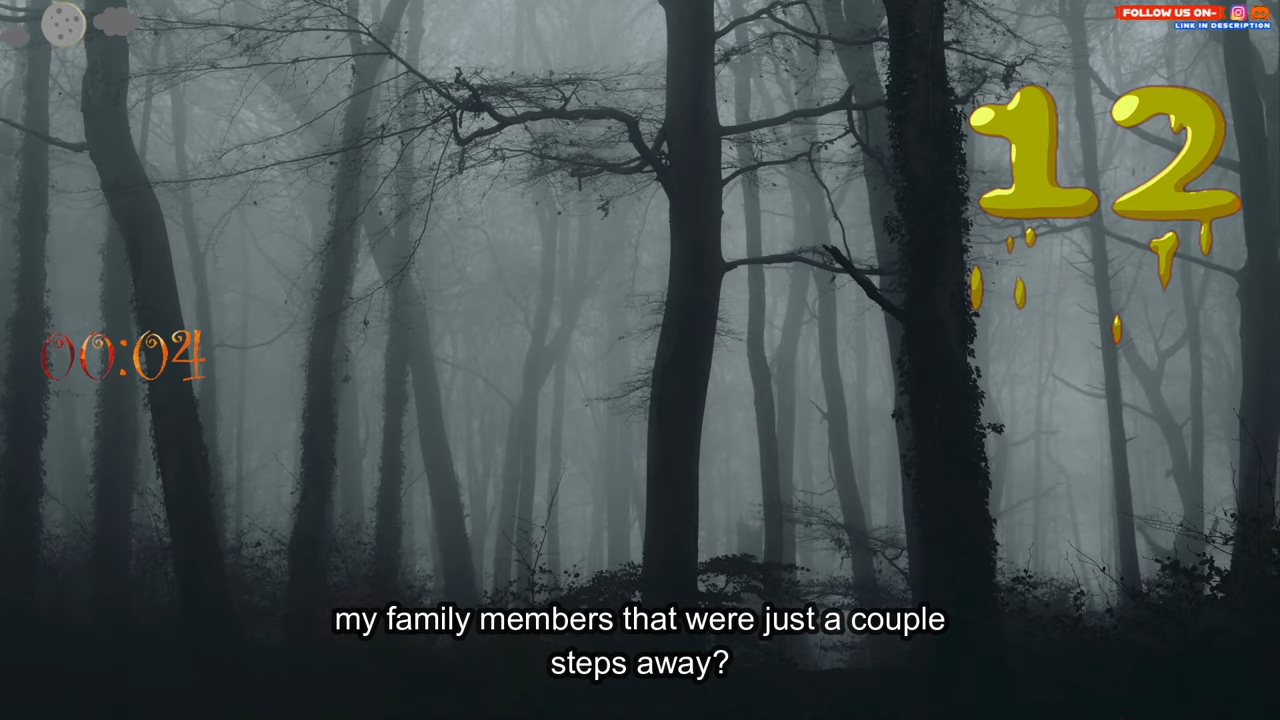 FOLLOW US ON-
LINK IN DESCRIPTION
12
00:04
my family members that were just a couple
steps away?